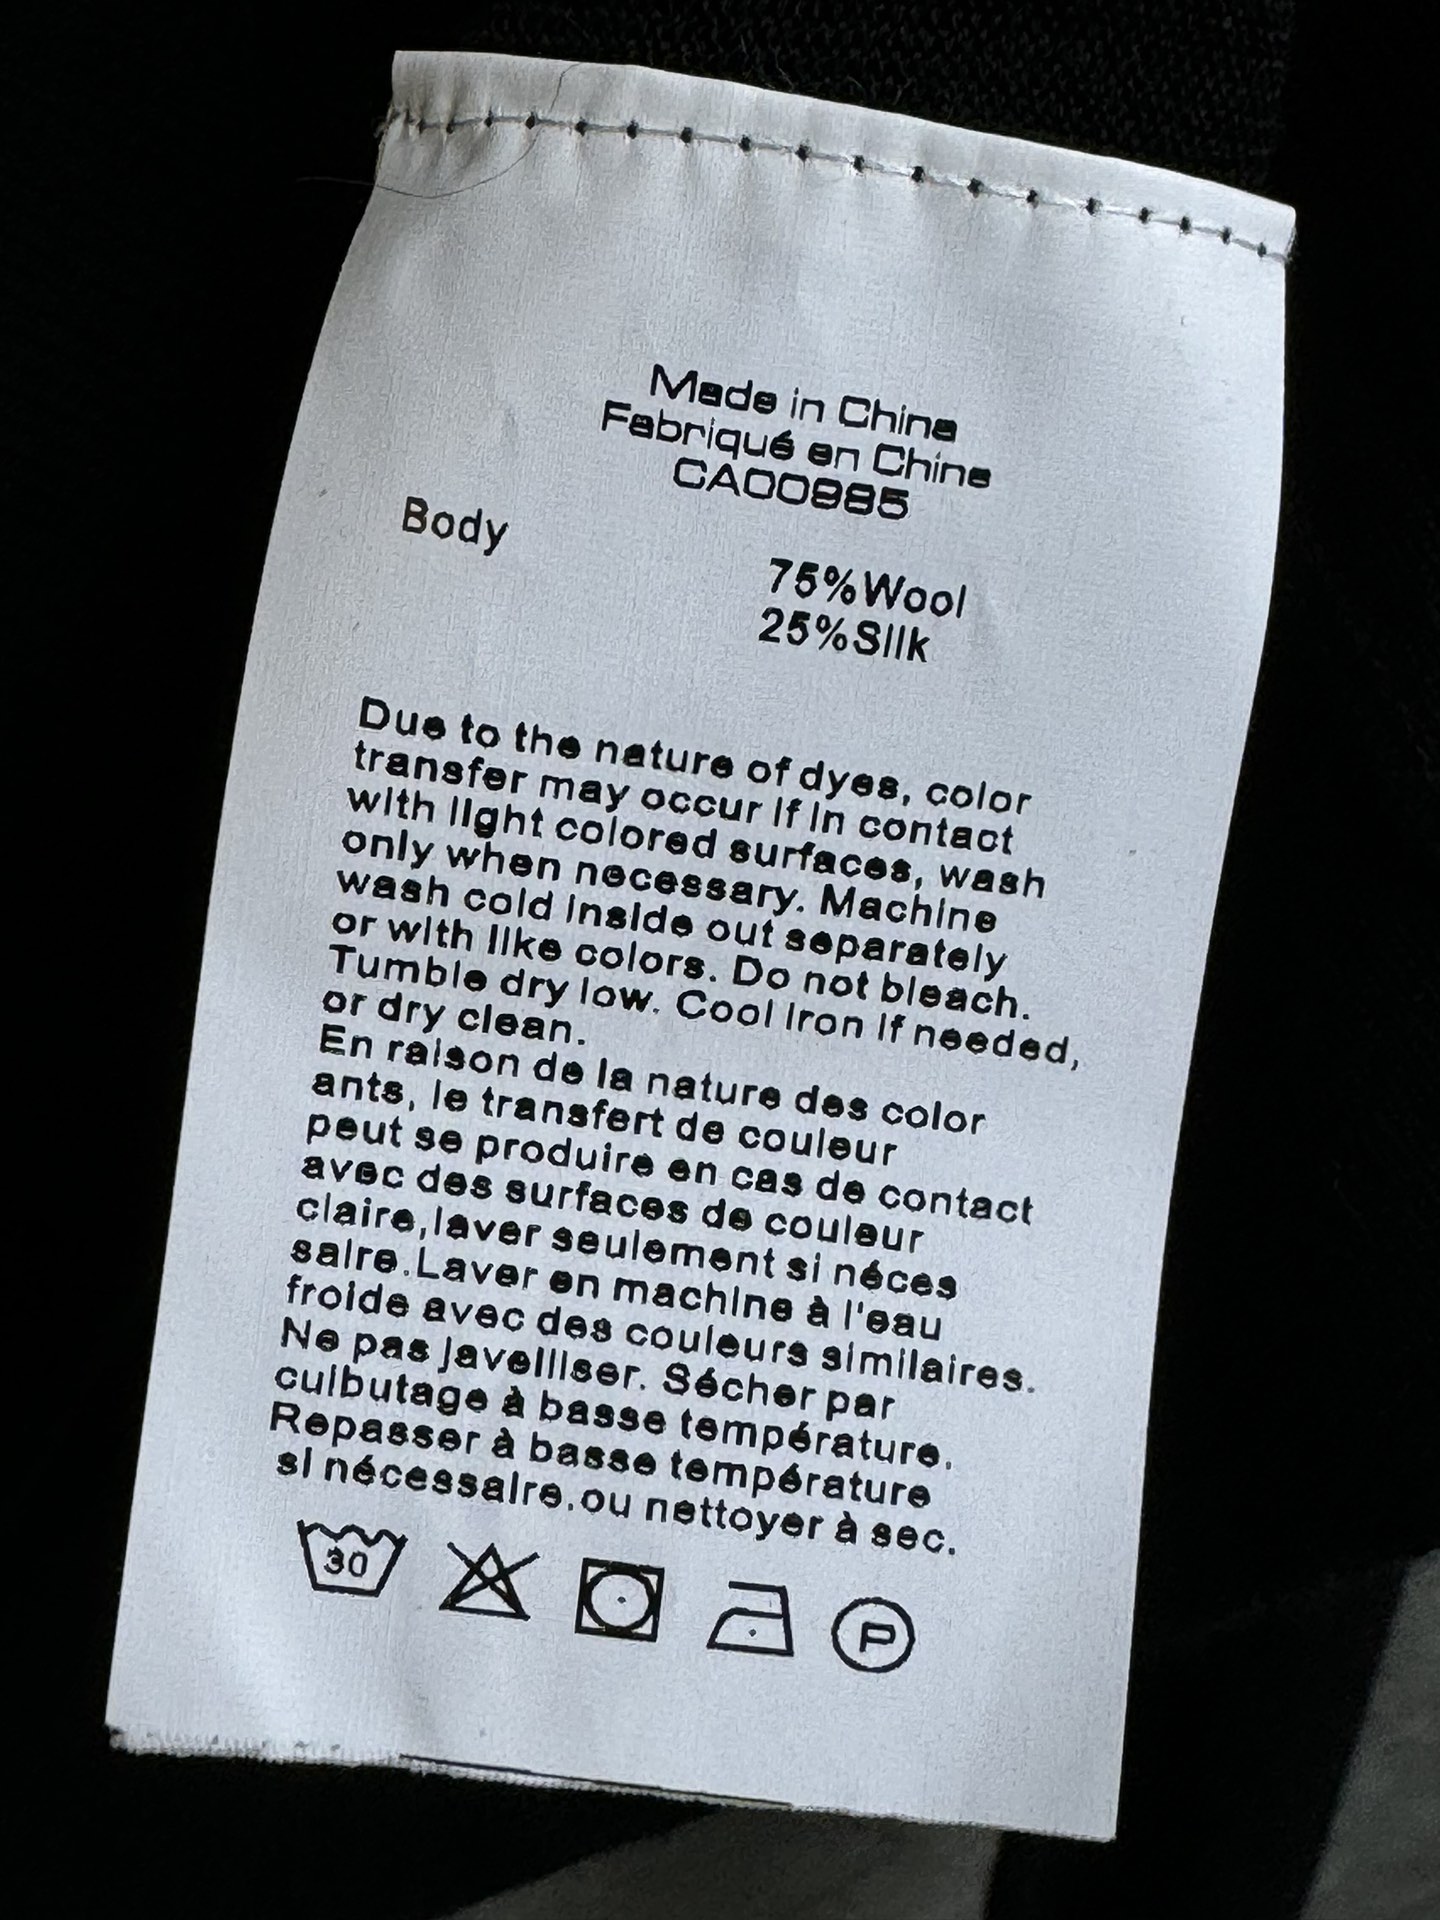 Made in China
Fabriqué en Chine
CA00985
Body
75%Wool
25%Silk
Due to the nature of dyes, color
transfer may occur if in contact
with light colored surfaces, wash
only when necessary. Machine
wash cold inside out separately
or with like colors. Do not bleach.
Tumble dry low. Cool iron if needed,
or dry clean.
En raison de la nature des color
ants, le transfert de couleur
peut se produire en cas de contact
avec des surfaces de couleur
claire,laver seulement si néces
saire.Laver en machine à l'eau
froide avec des couleurs similaires.
Ne pas javelliser. Sécher par
culbutage à basse température.
Repasser à basse température
si nécessaire,ou nettoyer à sec.
30 P